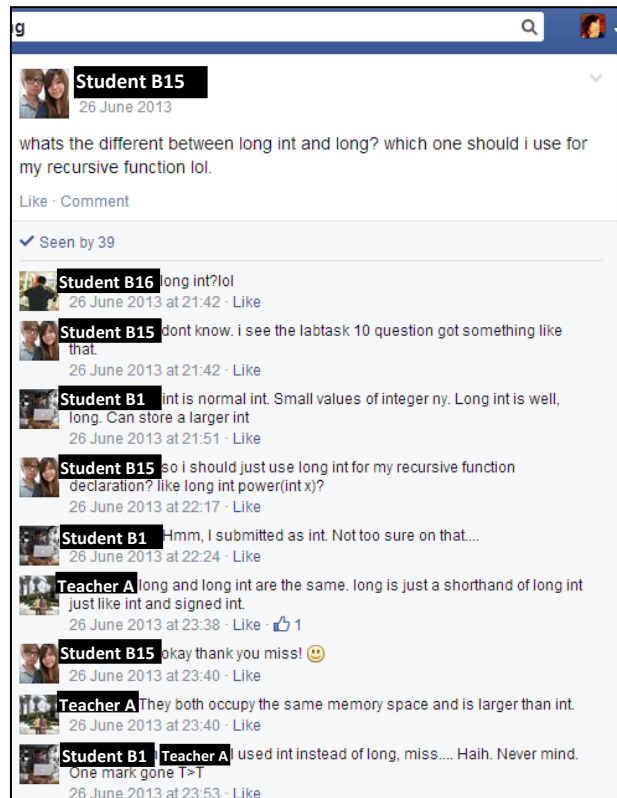 g
Student B15
26 June 2013
whats the different between long int and long? which one should i use for
my recursive function lol.
Like · Comment
✓ Seen by 39
Student B16 long int?lol
26 June 2013 at 21:42 · Like
Student B15 dont know. i see the labtask 10 question got something like
that.
26 June 2013 at 21:42 · Like
Student B1 int is normal int. Small values of integer ny. Long int is well,
long. Can store a larger int
26 June 2013 at 21:51 · Like
Student B15 so i should just use long int for my recursive function
declaration? like long int power(int x)?
26 June 2013 at 22:17 · Like
Student B1 Hmm, I submitted as int. Not too sure on that....
26 June 2013 at 22:24 · Like
Teacher A long and long int are the same. long is just a shorthand of long int
just like int and signed int.
26 June 2013 at 23:38 · Like · 1
Student B15 okay thank you miss!
26 June 2013 at 23:40 · Like
Teacher A They both occupy the same memory space and is larger than int.
26 June 2013 at 23:40 · Like
Student B1 Teacher A I used int instead of long, miss.... Haih. Never mind.
One mark gone T>T
26 June 2013 at 23:53 · Like